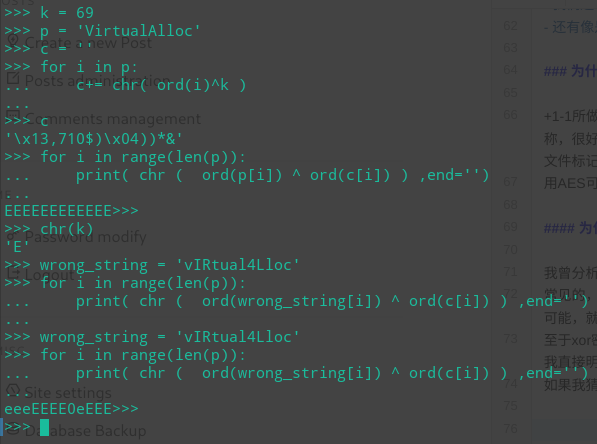 >>> k = 69
>>> p = 'VirtualAlloc'
>>> c = ''
>>> for i in p:
...     c+= chr( ord(i)^k )
...
>>> c
'\x13,710$)\x04))*&'
>>> for i in range(len(p)):
...     print( chr (  ord(p[i]) ^ ord(c[i]) ) ,end='')
...
EEEEEEEEEEEE>>>
>>> chr(k)
'E'
>>> wrong_string = 'vIRtual4Lloc'
>>> for i in range(len(p)):
...     print( chr (  ord(wrong_string[i]) ^ ord(c[i]) ) ,end='')
...
>>> wrong_string = 'vIRtual4Lloc'
>>> for i in range(len(p)):
...     print( chr (  ord(wrong_string[i]) ^ ord(c[i]) ) ,end='')
...
eeeEEEE0eEEE>>>
>>>
Create a new Post
Posts administration
Comments management
Password modify
Logout
Site settings
Database Backup
62 - 还有像
63
64 ### 为什
65
66 +1-1所做
称，很好
文件标记
67 用AES可
68
69 #### 为什
70
71 我曾分析
72 常见的，
可能，就
73 至于xor
我直接明
74 如果我猜
75
76